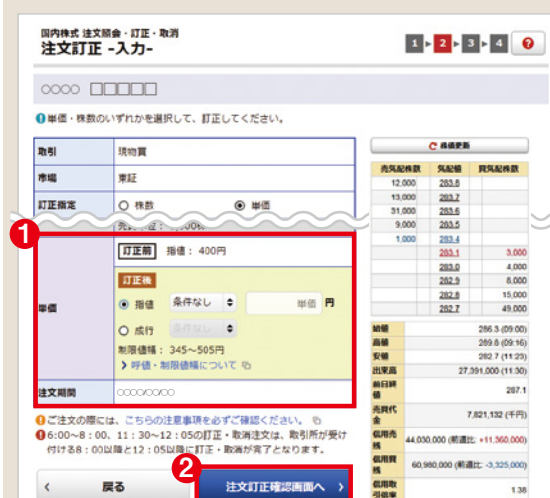 国内株式 注文照会・訂正・取消
注文訂正 -入力-
1 2 3 4 ?
○○○○ □□□□□
単価・株数のいずれかを選択して、訂正してください。
取引 現物買
市場 東証
訂正指定 株数 単価
1
単価
訂正前 指値： 400円
訂正後
指値 条件なし 単価 円
成行 条件なし
制限値幅： 345～505円
呼値・制限値幅について
注文期間 ○○○○/○○/○○
ご注文の際には、こちらの注意事項を必ずご確認ください。
6:00～8：00、11：30～12：05の訂正・取消注文は、取引所が受け
付ける8：00以降と12：05以降に訂正・取消が完了となります。
2
戻る 注文訂正確認画面へ
株価更新
売気配株数 気配値 買気配株数
12,000 283.8
13,000 283.7
31,000 283.6
9,000 283.5
1,000 283.4
283.1 3,000
283.0 4,000
282.9 6,000
282.8 15,000
282.7 49,000
始値 286.3 (09:00)
高値 289.8 (09:16)
安値 282.7 (11:23)
出来高 27,391,000 (11:30)
前日終値 287.1
売買代金 7,821,132 (千円)
信用売残 44,030,000 (前週比: +11,360,000)
信用買残 60,980,000 (前週比: -3,325,000)
信用取引倍率 1.38